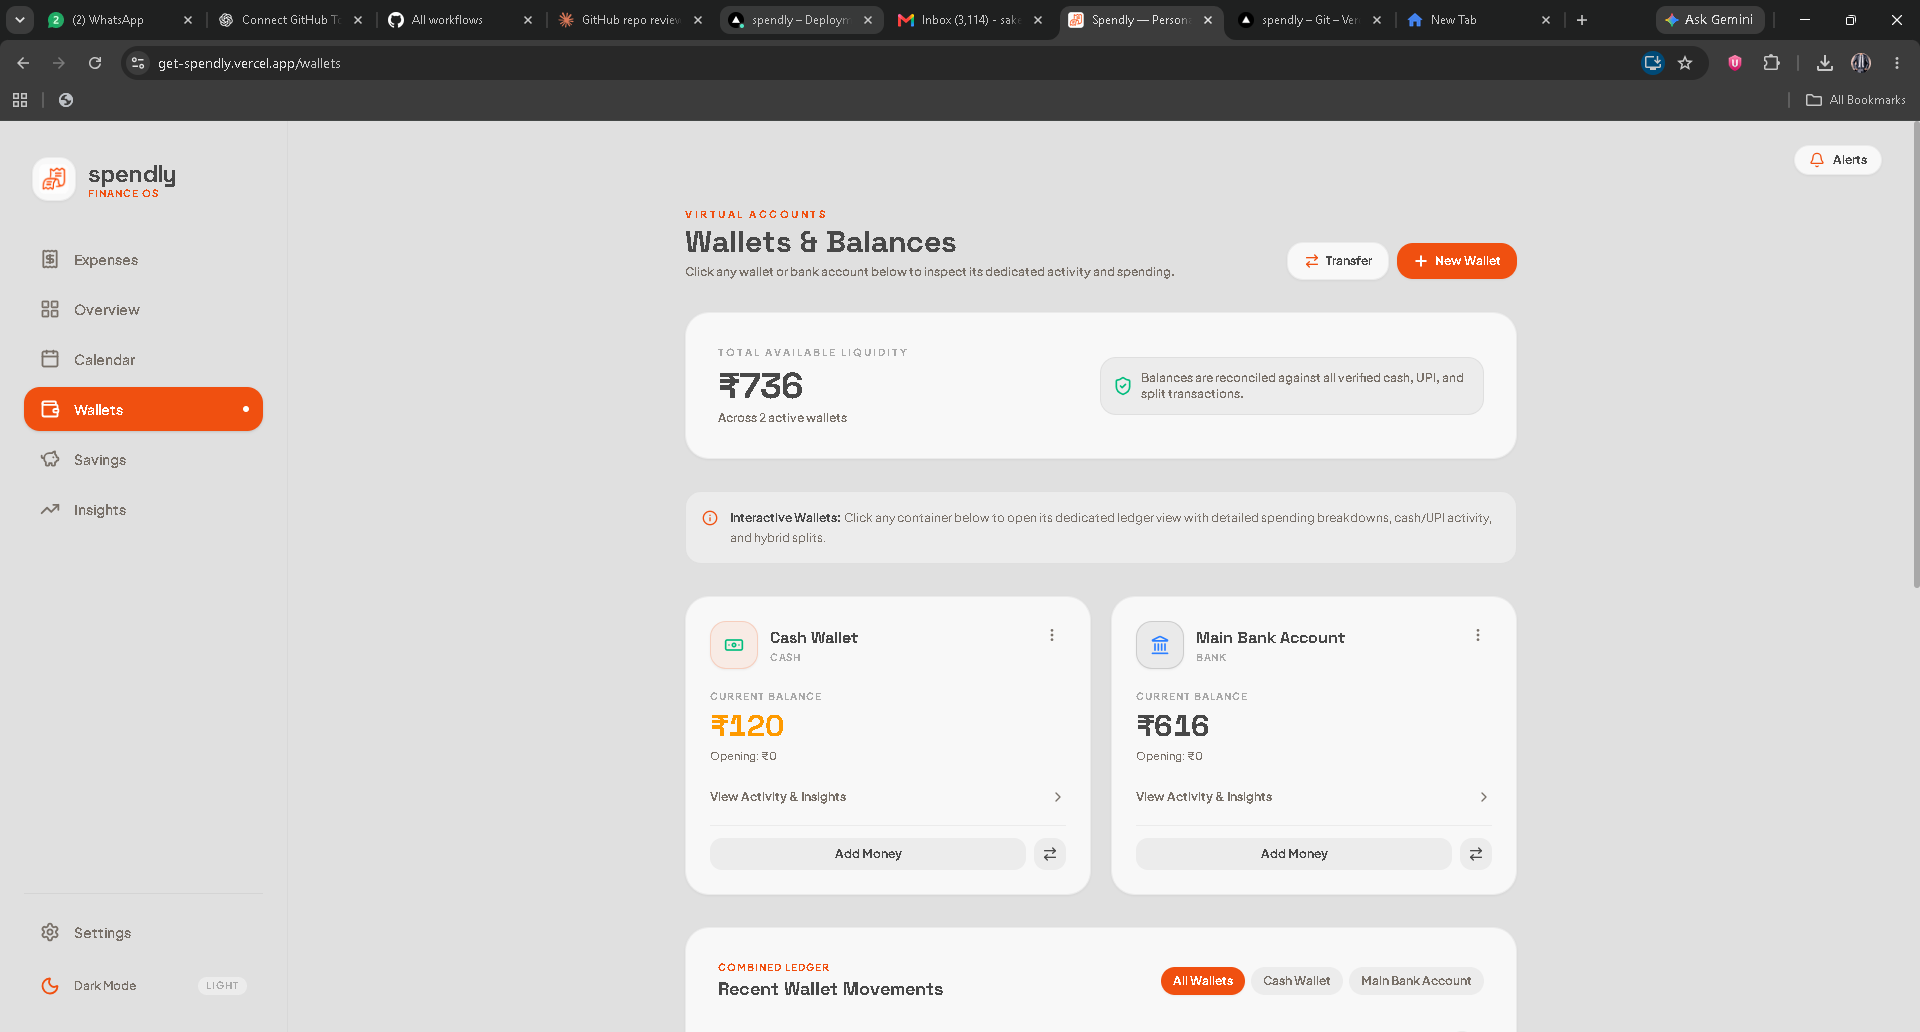 (2) WhatsApp
Connect GitHub To
All workflows
GitHub repo review
spendly – Deploym
Inbox (3,114) - sake
Spendly — Person
spendly – Git – Ver
New Tab
Ask Gemini
get-spendly.vercel.app/wallets
All Bookmarks
spendly
FINANCE OS
Expenses
Overview
Calendar
Wallets
Savings
Insights
Settings
Dark Mode
LIGHT
Alerts
VIRTUAL ACCOUNTS
Wallets & Balances
Click any wallet or bank account below to inspect its dedicated activity and spending.
Transfer
New Wallet
TOTAL AVAILABLE LIQUIDITY
₹736
Across 2 active wallets
Balances are reconciled against all verified cash, UPI, and
split transactions.
Interactive Wallets: Click any container below to open its dedicated ledger view with detailed spending breakdowns, cash/UPI activity,
and hybrid splits.
Cash Wallet
CASH
CURRENT BALANCE
₹120
Opening: ₹0
View Activity & Insights
Add Money
Main Bank Account
BANK
CURRENT BALANCE
₹616
Opening: ₹0
View Activity & Insights
Add Money
COMBINED LEDGER
Recent Wallet Movements
All Wallets
Cash Wallet
Main Bank Account